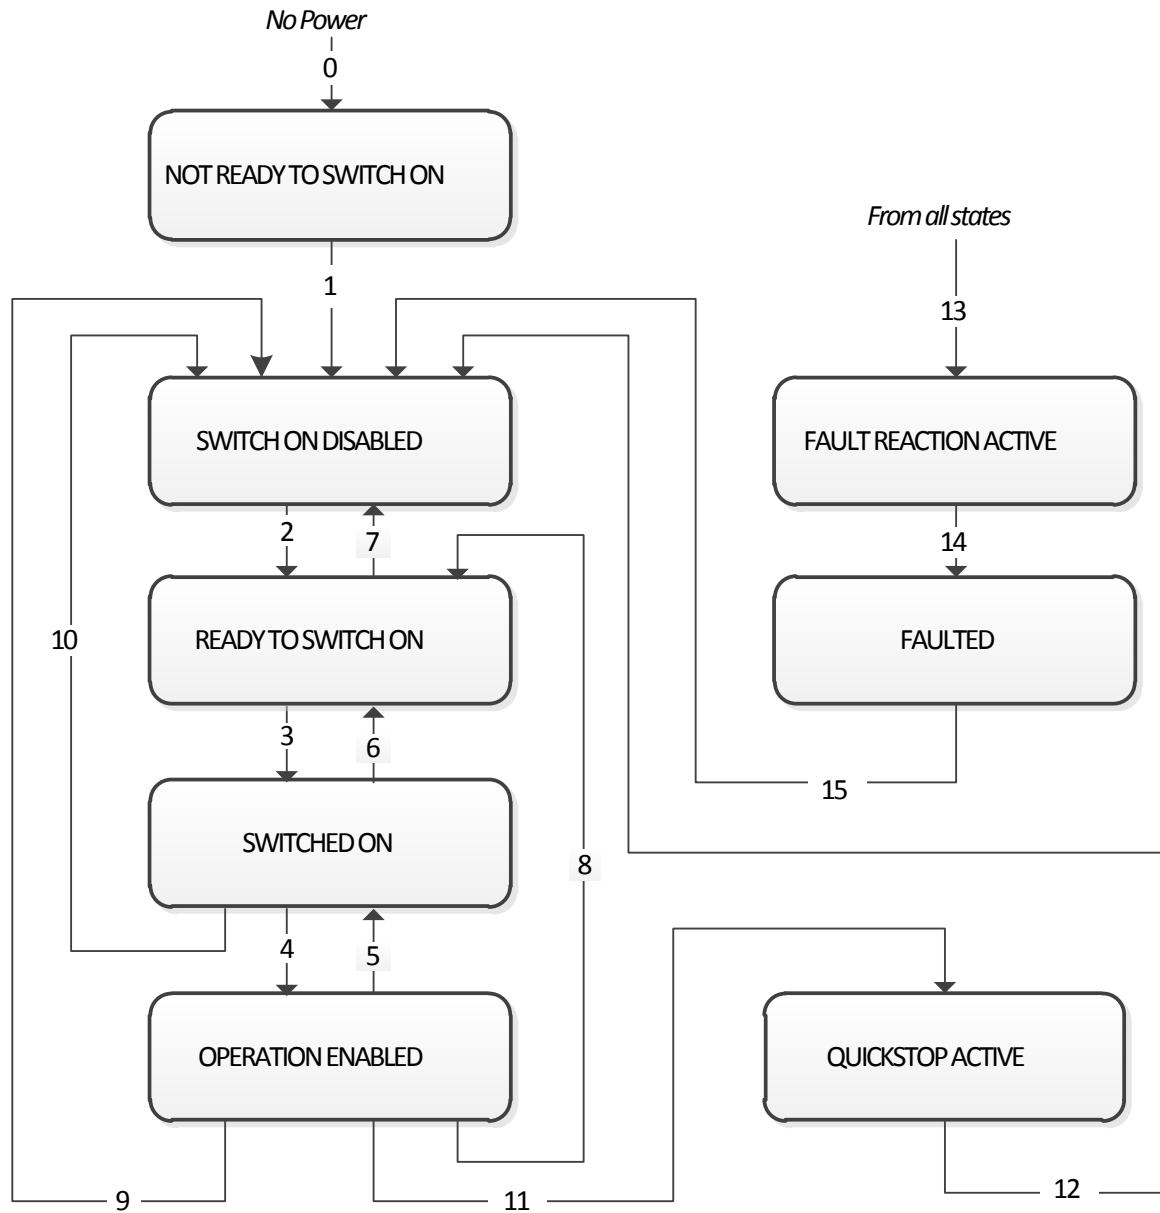 No Power
0
NOT READY TO SWITCH ON
From all states
1
13
SWITCH ON DISABLED
FAULT REACTION ACTIVE
2
7
14
10
READY TO SWITCH ON
FAULTED
3
6
15
SWITCHED ON
8
4
5
OPERATION ENABLED
QUICKSTOP ACTIVE
9
11
12